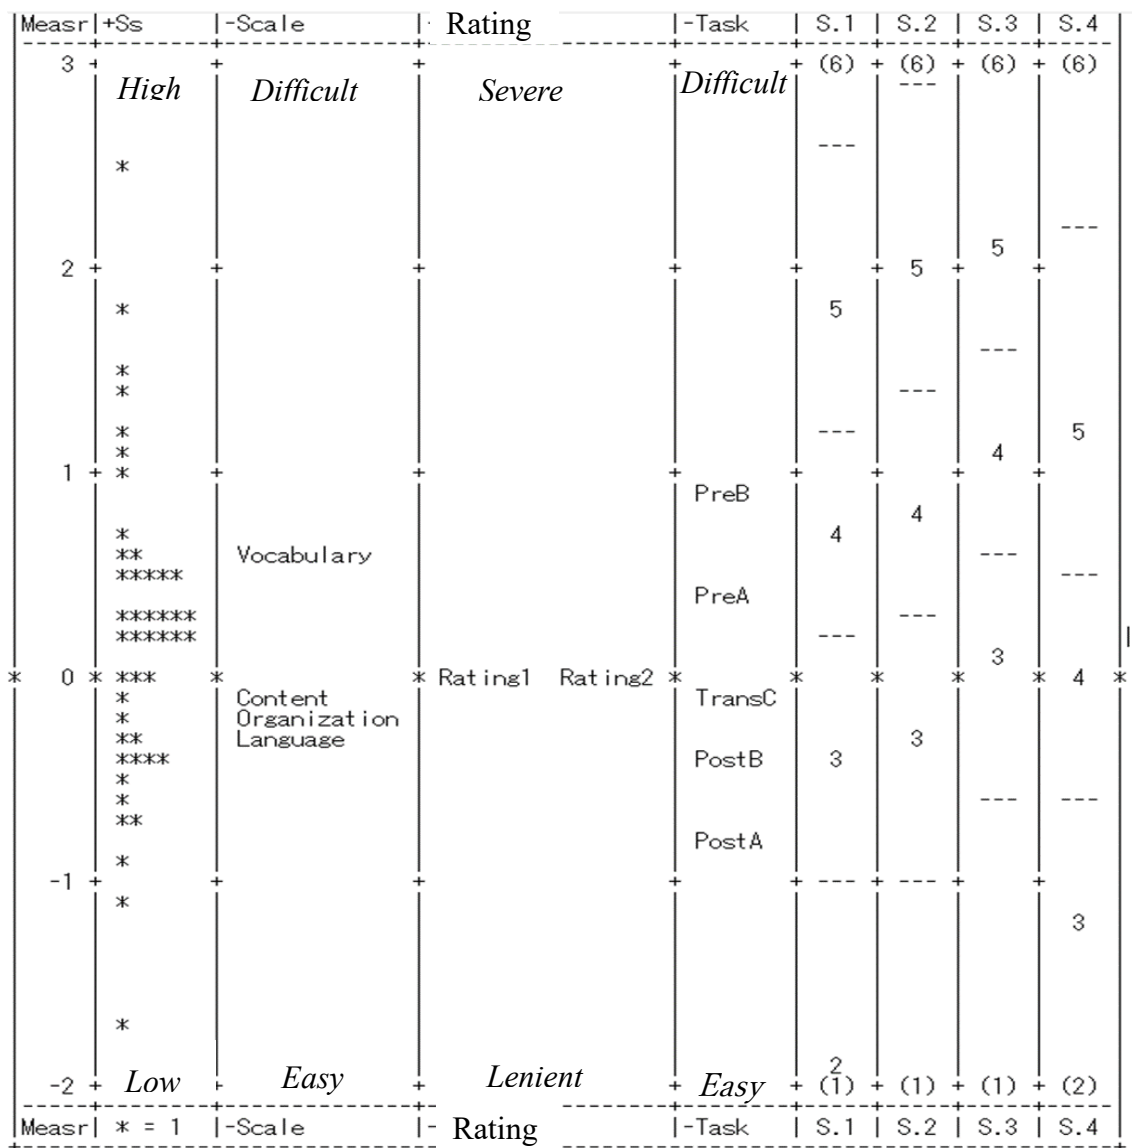 Measr|+Ss |-Scale |- Rating |-Task | S.1 | S.2 | S.3 | S.4
3 + + + + + (6) + (6) + (6) + (6)
High Difficult Severe Difficult ---
---
*
---
5
2 + + + + + + 5 + +
* 5
---
*
* ---
* --- 5
* 4
1 + * + + + + + + +
PreB
4
* 4
** Vocabulary ---
***** ---
PreA
****** ---
****** ---
3
* 0 * *** * * Rating1 Rating2 * * * * 4 *
* Content TransC
* Organization
** Language 3
**** PostB 3
*
* --- ---
**
PostA
*
-1 + + + + + --- + --- + +
*
3
*
2
-2 + Low + Easy + Lenient + Easy + (1) + (1) + (1) + (2)
Measr| * = 1 |-Scale |- Rating |-Task | S.1 | S.2 | S.3 | S.4